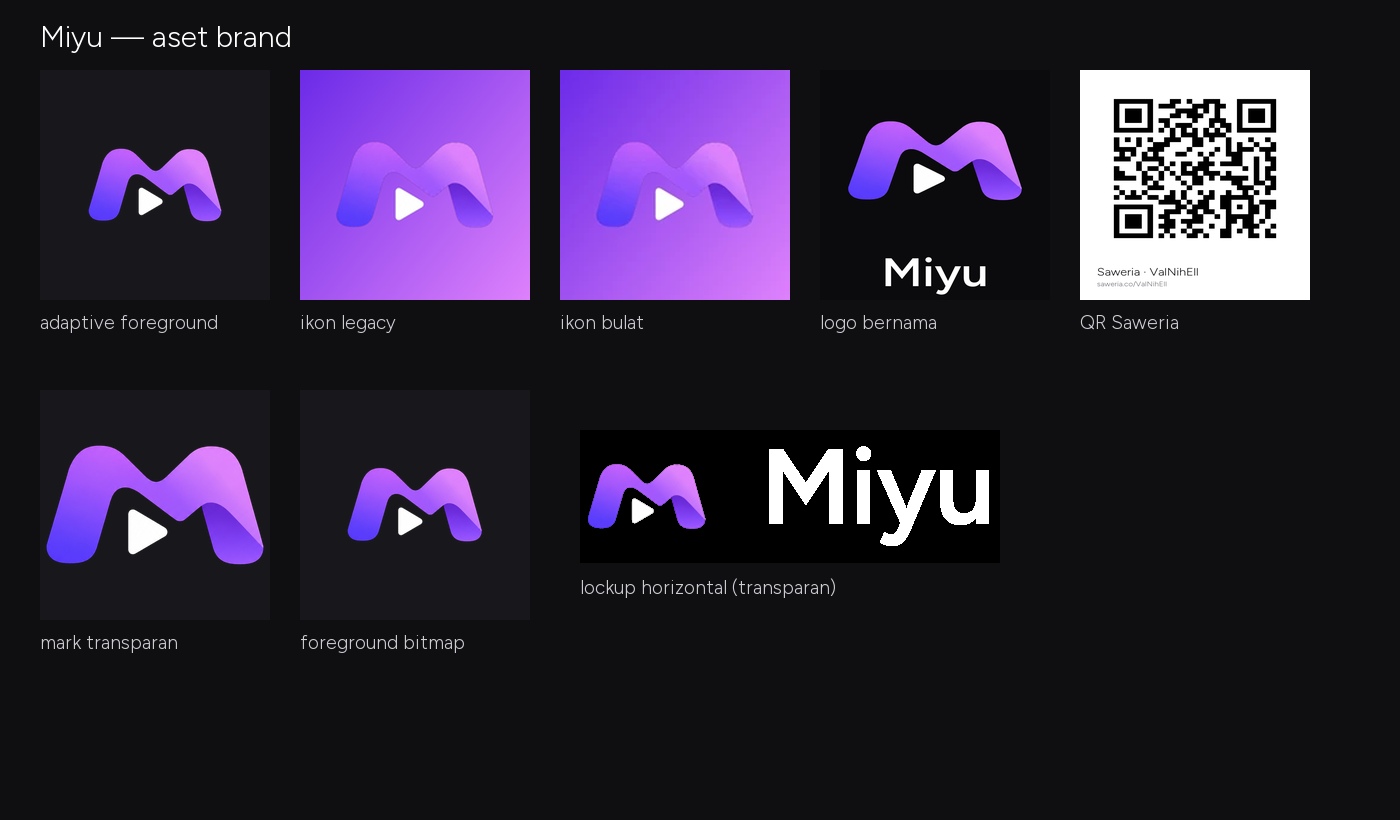 Miyu — aset brand
Miyu
Saweria · ValNihEll
saweria.co/ValNihEll
adaptive foreground
ikon legacy
ikon bulat
logo bernama
QR Saweria
Miyu
lockup horizontal (transparan)
mark transparan
foreground bitmap